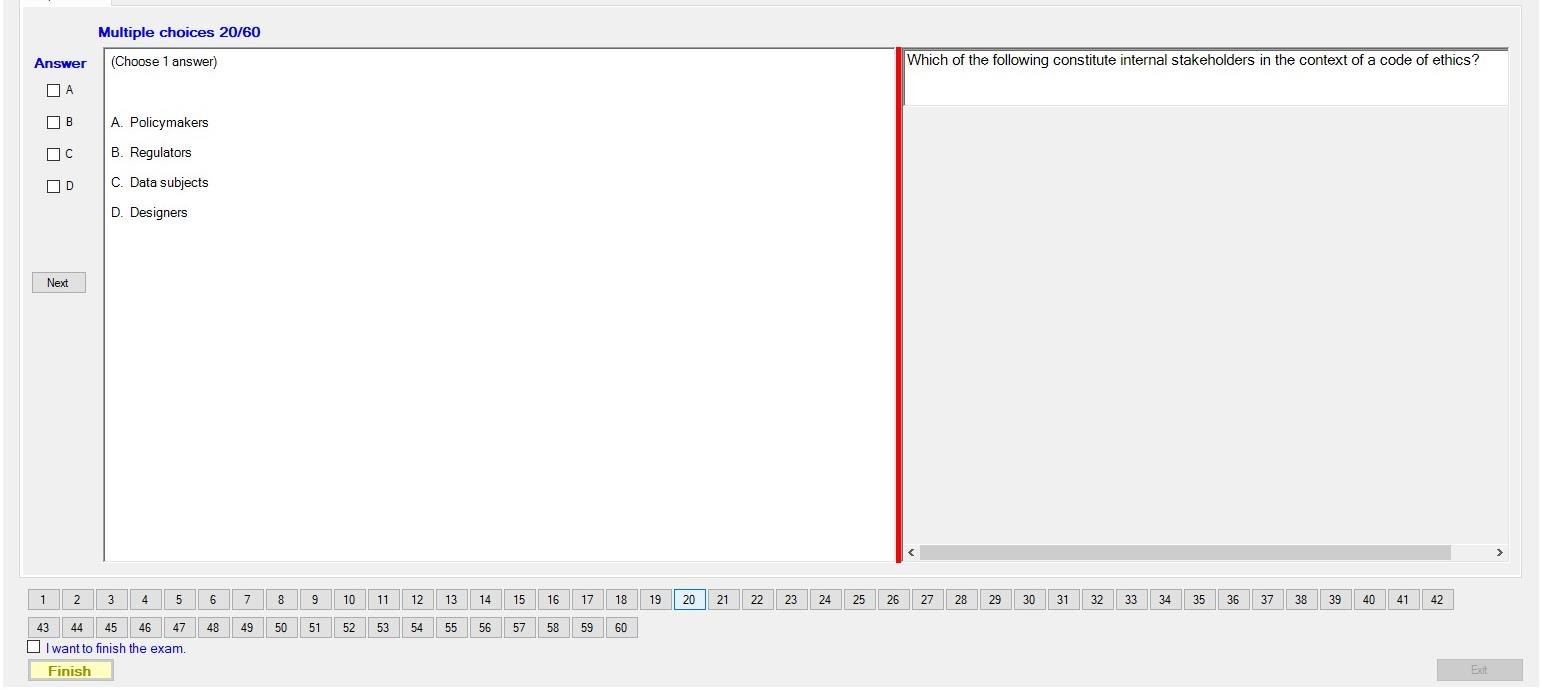 Multiple choices 20/60
Answer
A
B
C
D
Next
(Choose 1 answer)
A. Policymakers
B. Regulators
C. Data subjects
D. Designers
Which of the following constitute internal stakeholders in the context of a code of ethics?
1 2 3 4 5 6 7 8 9 10 11 12 13 14 15 16 17 18 19 20 21 22 23 24 25 26 27 28 29 30 31 32 33 34 35 36 37 38 39 40 41 42
43 44 45 46 47 48 49 50 51 52 53 54 55 56 57 58 59 60
I want to finish the exam.
Finish
Exit